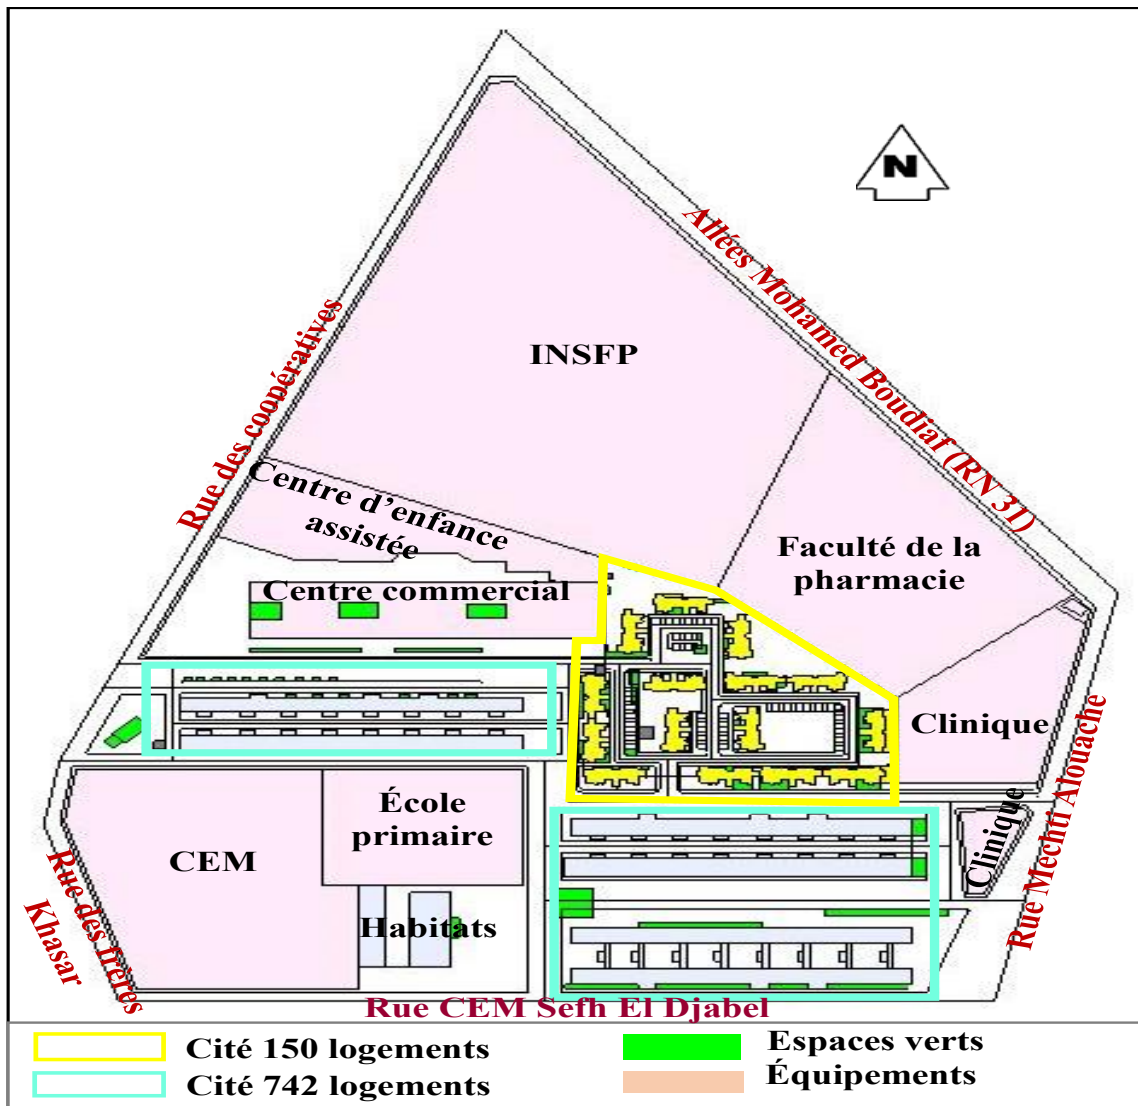 N
Allées Mohamed Boudiaf (RN 31)
INSFP
Rue des coopératives
Centre d’enfance
assistée
Faculté de la
pharmacie
Centre commercial
Clinique
École
primaire
CEM
Clinique
Rue Mechti Alouache
Habitats
Rue des frères
Khasar
Rue CEM Sefh El Djabel
Cité 150 logements
Espaces verts
Cité 742 logements
Équipements